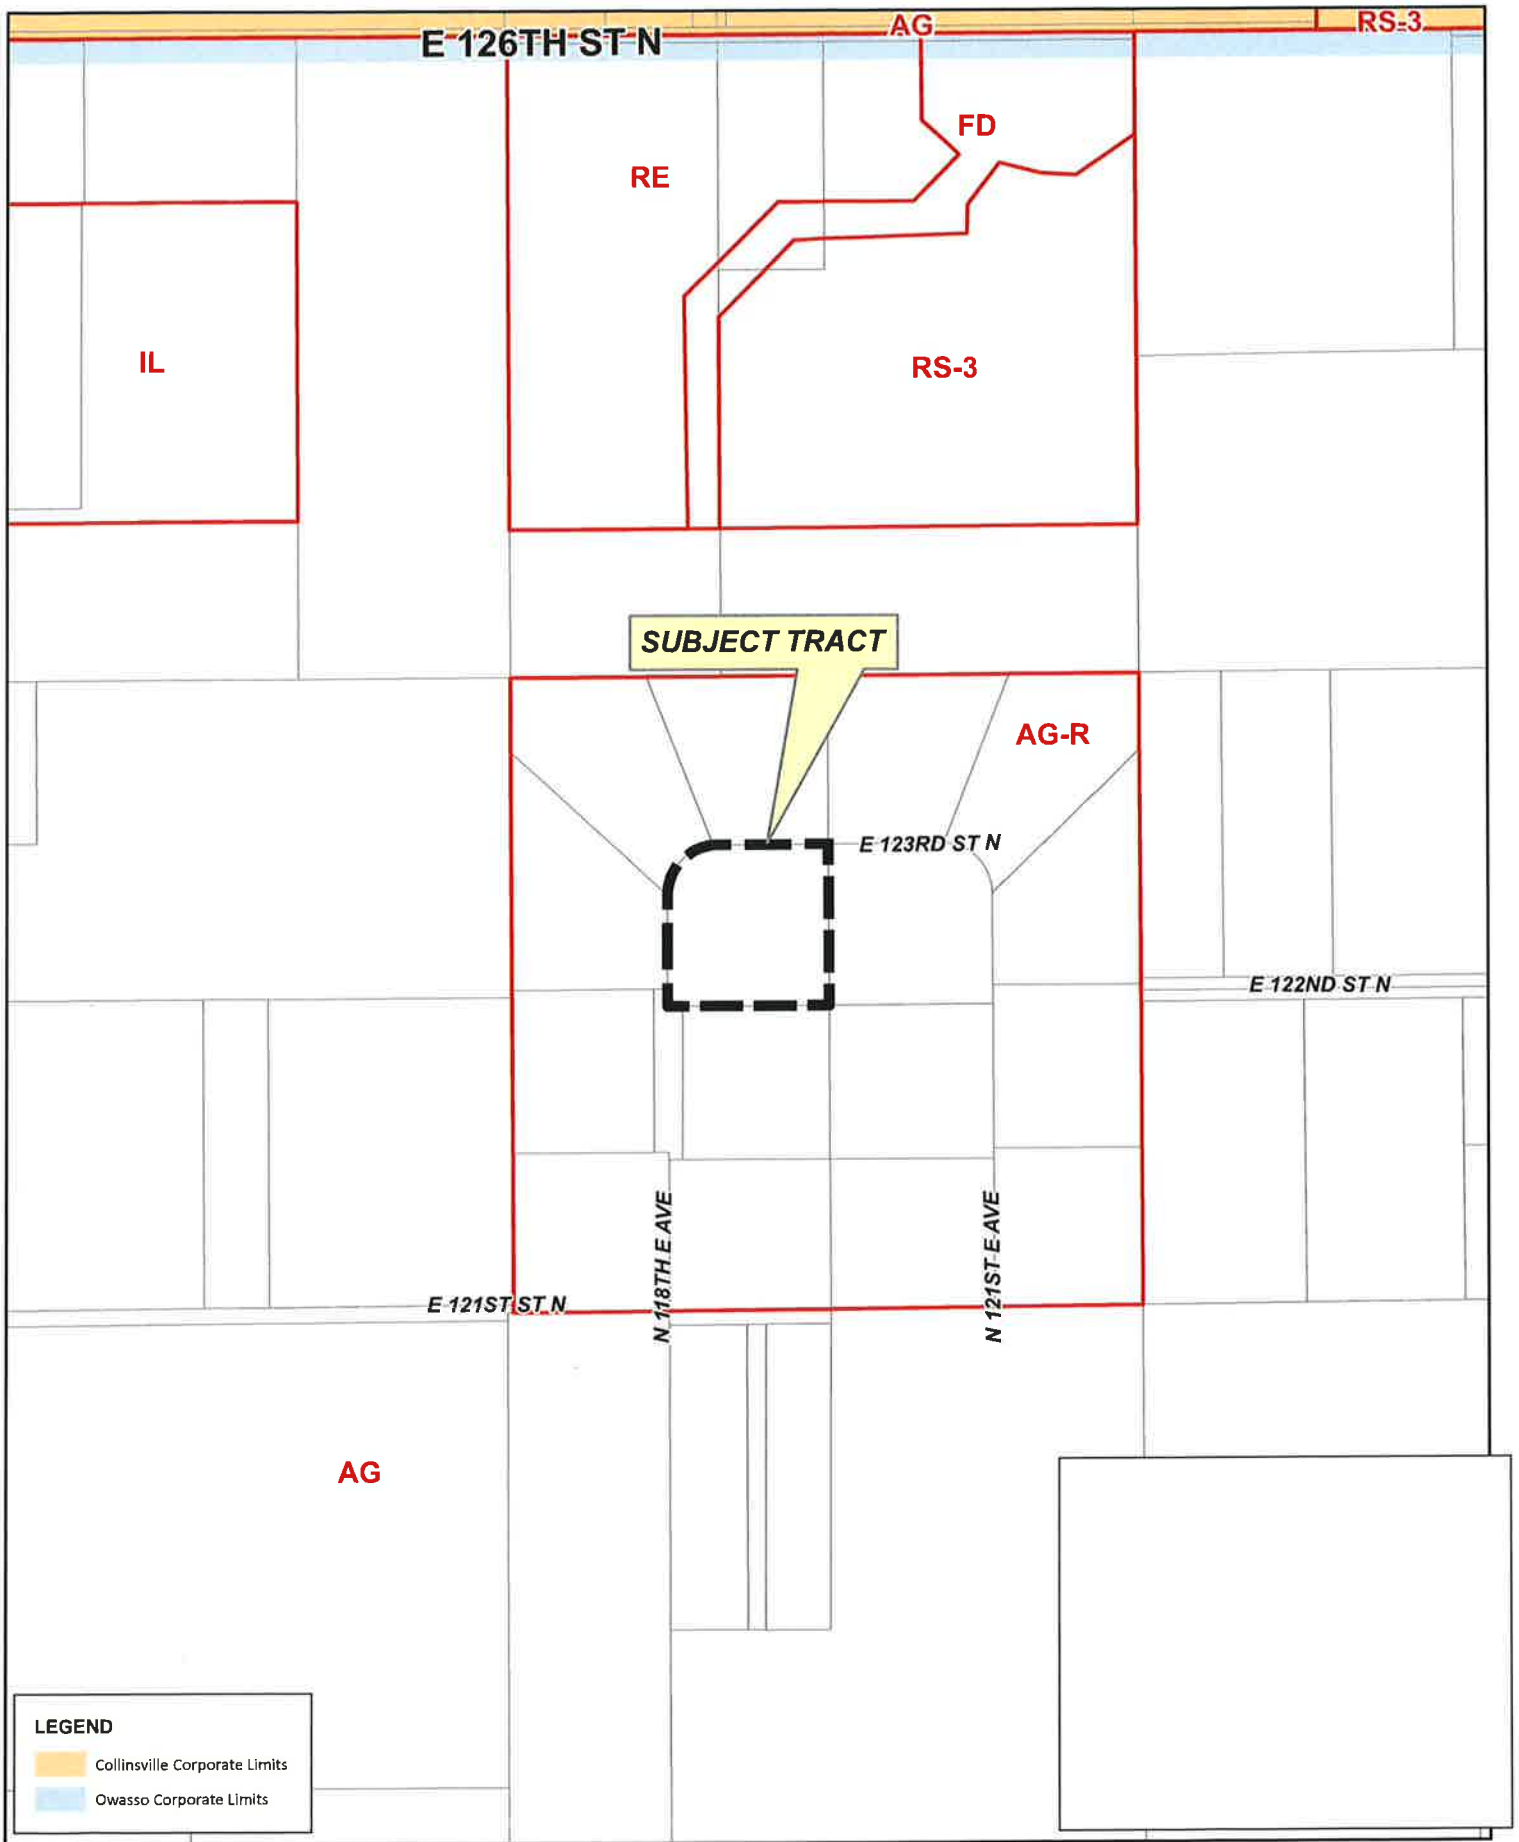 AG
RS-3
E 126TH ST N
FD
RE
IL
RS-3
SUBJECT TRACT
AG-R
E 123RD ST N
E 122ND ST N
N 118TH E AVE
N 121ST E AVE
E 121ST ST N
AG
LEGEND
Collinsville Corporate Limits
Owasso Corporate Limits